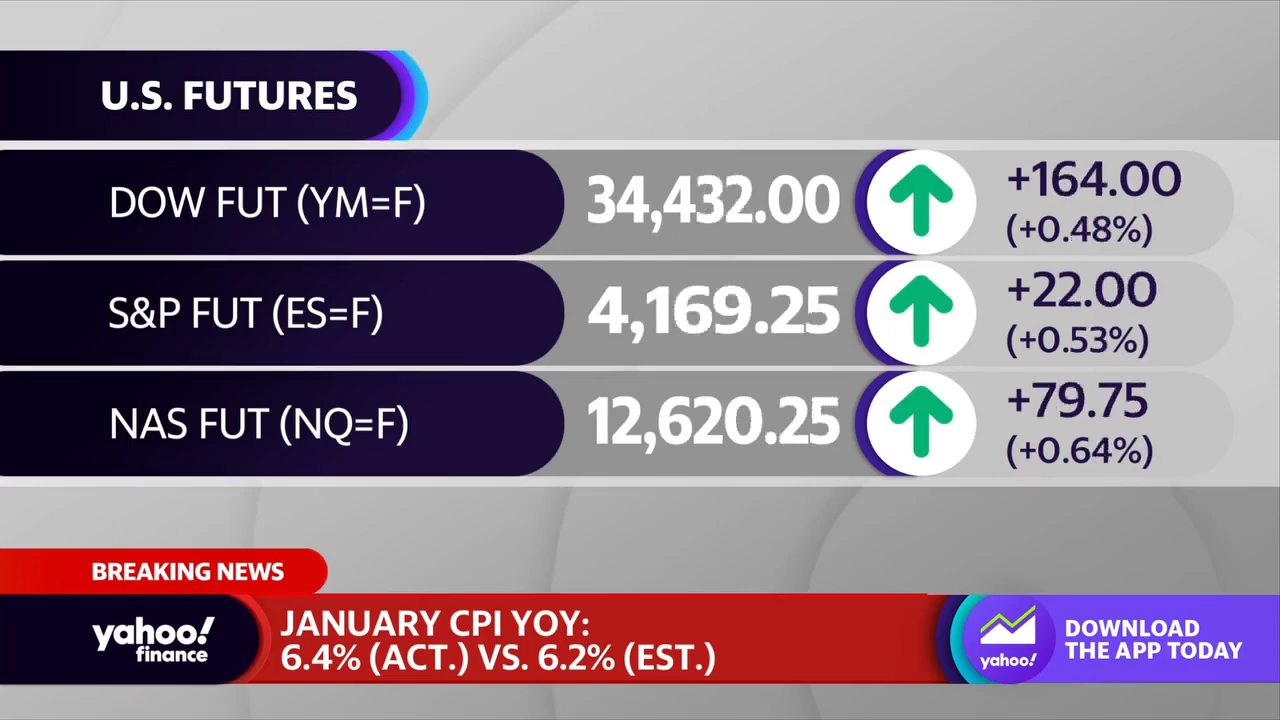 U.S. FUTURES
DOW FUT (YM=F) 34,432.00 +164.00
(+0.48%)
S&P FUT (ES=F) 4,169.25 +22.00
(+0.53%)
NAS FUT (NQ=F) 12,620.25 +79.75
(+0.64%)
BREAKING NEWS
yahoo!
finance
JANUARY CPI YOY:
6.4% (ACT.) VS. 6.2% (EST.)
yahoo!
DOWNLOAD
THE APP TODAY